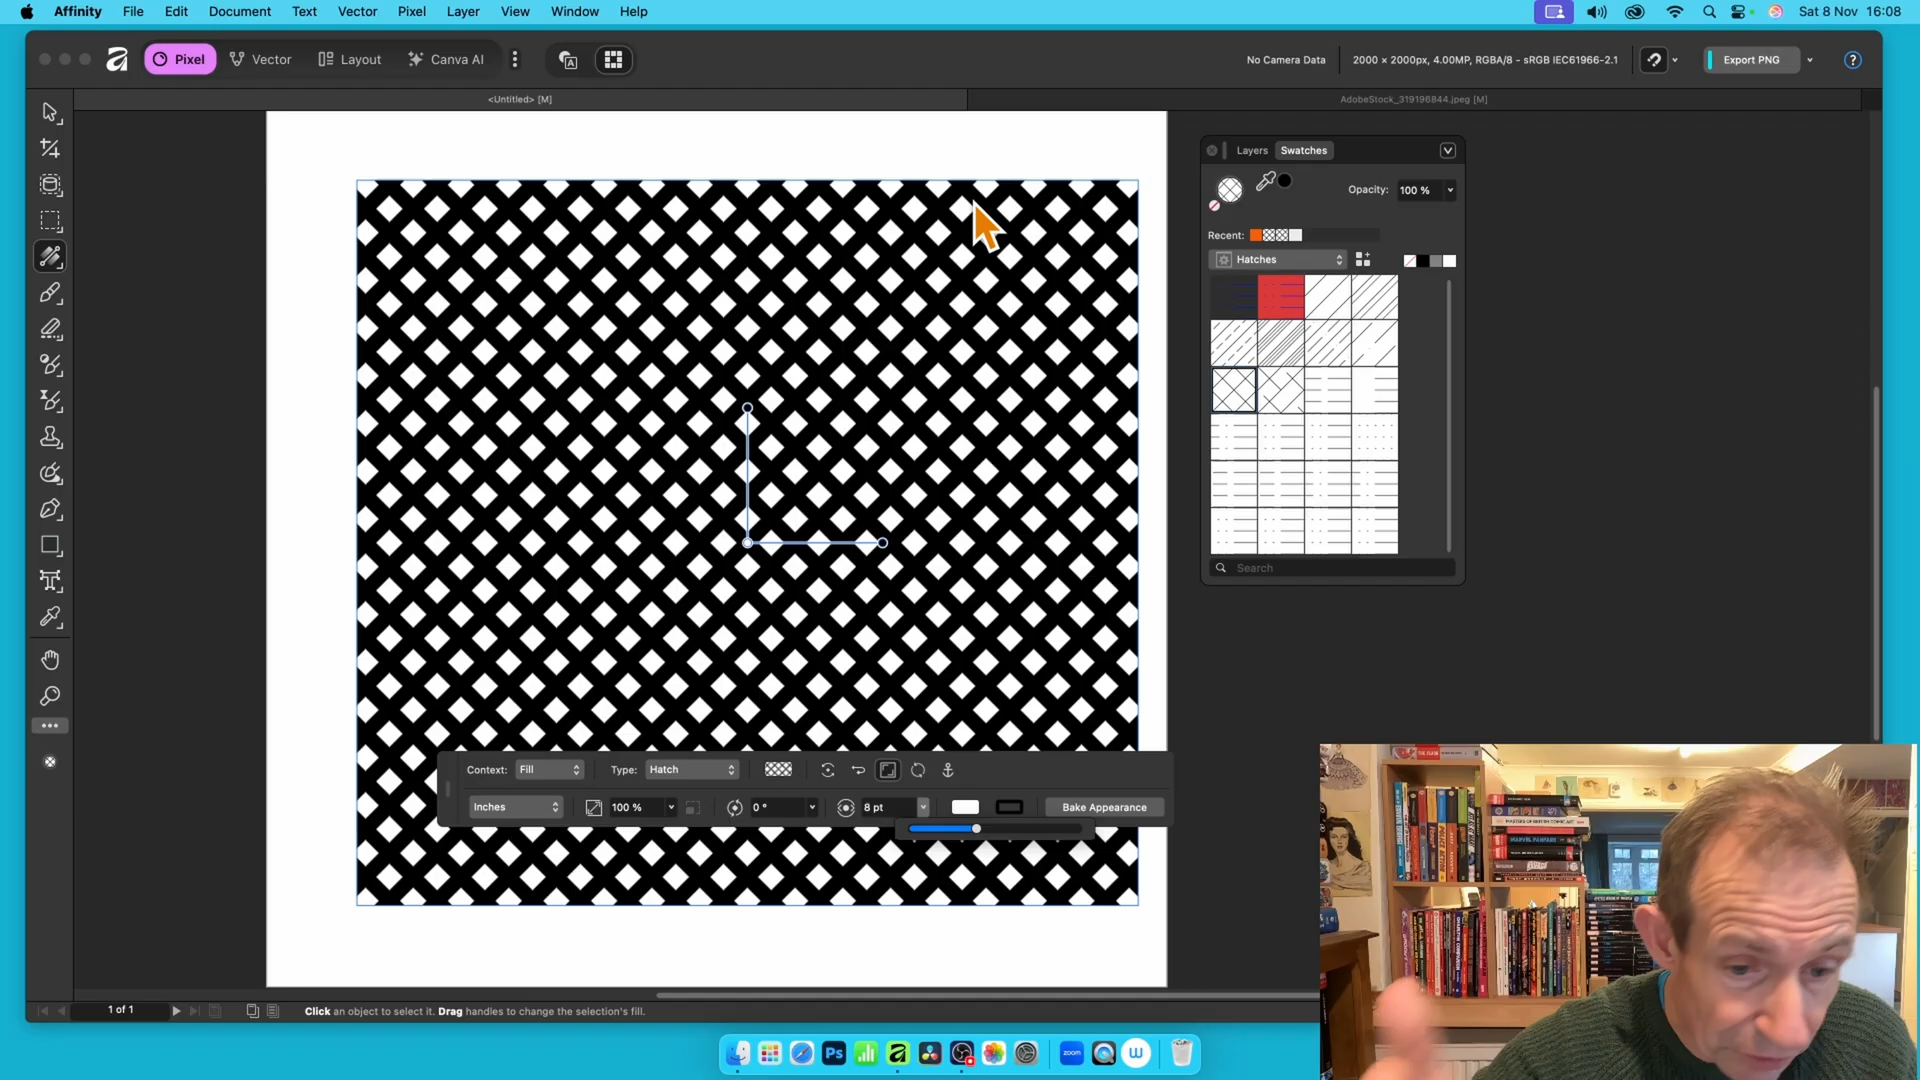 Affinity File Edit Document Text Vector Pixel Layer View Window Help
Sat 8 Nov 16:08
Pixel Vector Layout Canva AI
No Camera Data 2000 × 2000px, 4.00MP, RGBA/8 - sRGB IEC61966-2.1 Export PNG ?
<Untitled> [M] AdobeStock_319196844.jpeg [M]
Layers Swatches
Opacity: 100 %
Recent:
Hatches
Search
Context: Fill Type: Hatch
Inches 100 % 0 ° 8 pt Bake Appearance
1 of 1 Click an object to select it. Drag handles to change the selection's fill.
Ps zoom W